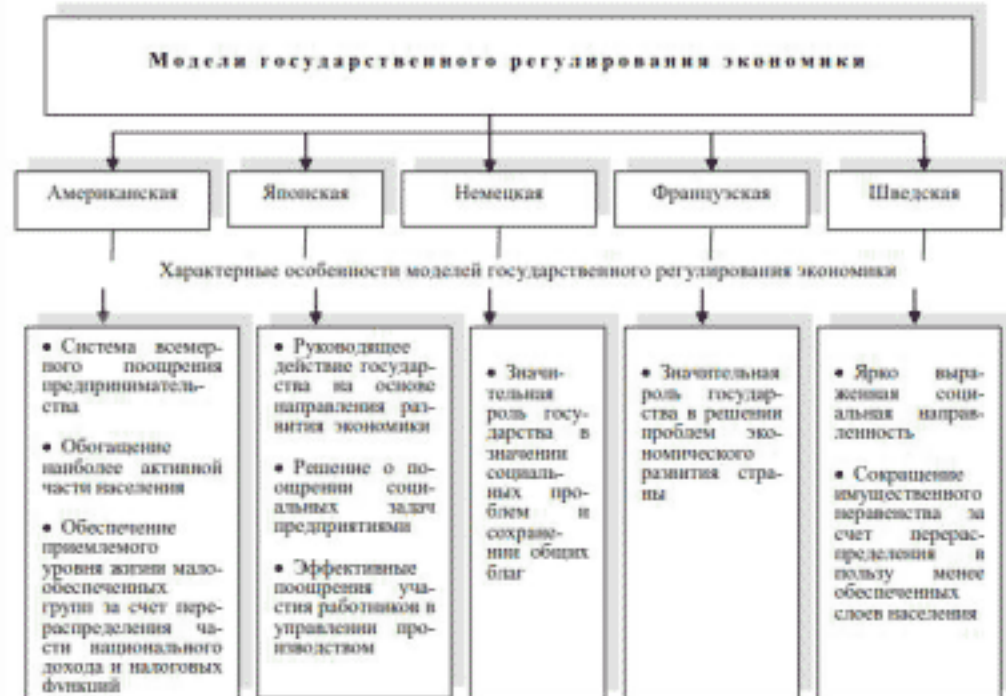 Модели государственного регулирования экономики
Американская
Японская
Немецкая
Французская
Шведская
Характерные особенности моделей государственного регулирования экономики
• Система всемер-
ного поощрения
предприниматель-
ства
• Обогащение
наиболее активной
части населения
• Обеспечение
приемлемого
уровня жизни мало-
обеспеченных
групп за счет пере-
распределения ча-
сти национального
дохода и налоговых
функций
• Руководящее
действие государ-
ства на основе
направления раз-
вития экономики
• Решение о по-
ощрении соци-
альных задач
предприятиями
• Эффективные
поощрения уча-
стия работников в
управлении про-
изводством
• Значи-
тельная
роль госу-
дарства в
значении
социаль-
ных про-
блем и
сохране-
нии общих
благ
• Значительная
роль государ-
ства в решении
проблем эко-
номического
развития стра-
ны
• Ярко выра-
женная соци-
альная направ-
ленность
• Сокращение
имущественного
неравенства за
счет перерас-
пределения в
пользу менее
обеспеченных
слоев населения